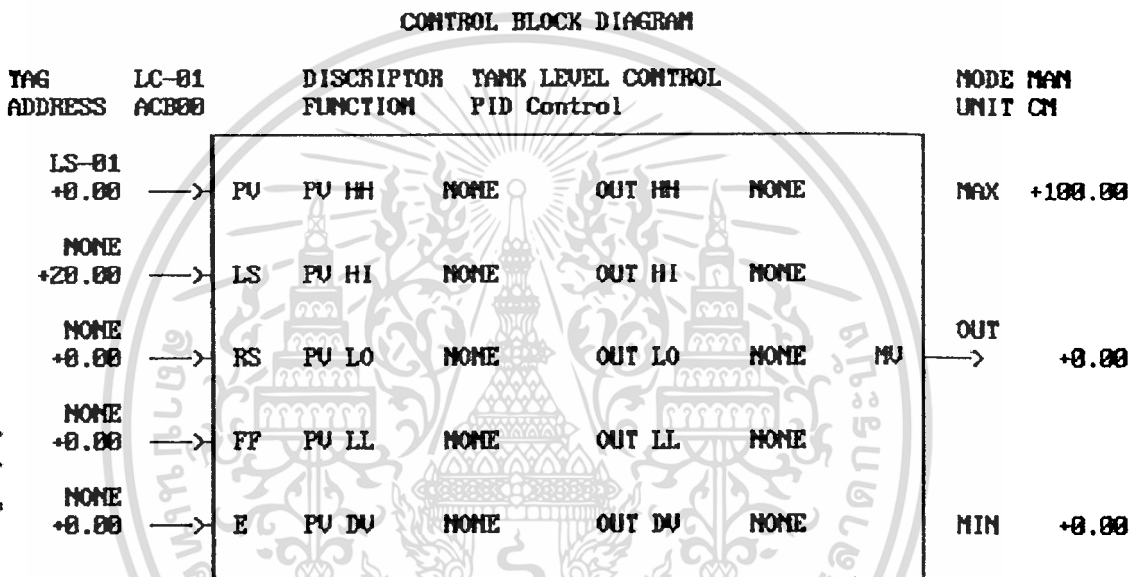 CONTROL BLOCK DIAGRAM
TAG LC-01 DISCRIPTOR TANK LEVEL CONTROL MODE MAN
ADDRESS ACB00 FUNCTION PID Control UNIT CM
LS-01
+0.00 PV PV HH NONE OUT HH NONE MAX +100.00
NONE
+20.00 LS PV HI NONE OUT HI NONE
NONE OUT
+0.00 RS PV LO NONE OUT LO NONE MV +0.00
NONE
+0.00 FF PV LL NONE OUT LL NONE
NONE
+0.00 E PV DV NONE OUT DV NONE MIN +0.00